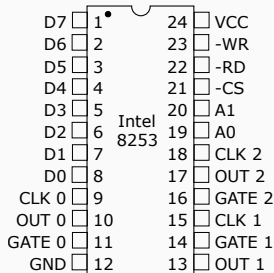 D7 1 24 VCC
D6 2 23 -WR
D5 3 22 -RD
D4 4 21 -CS
D3 5 Intel 20 A1
D2 6 8253 19 A0
D1 7 18 CLK 2
D0 8 17 OUT 2
CLK 0 9 16 GATE 2
OUT 0 10 15 CLK 1
GATE 0 11 14 GATE 1
GND 12 13 OUT 1